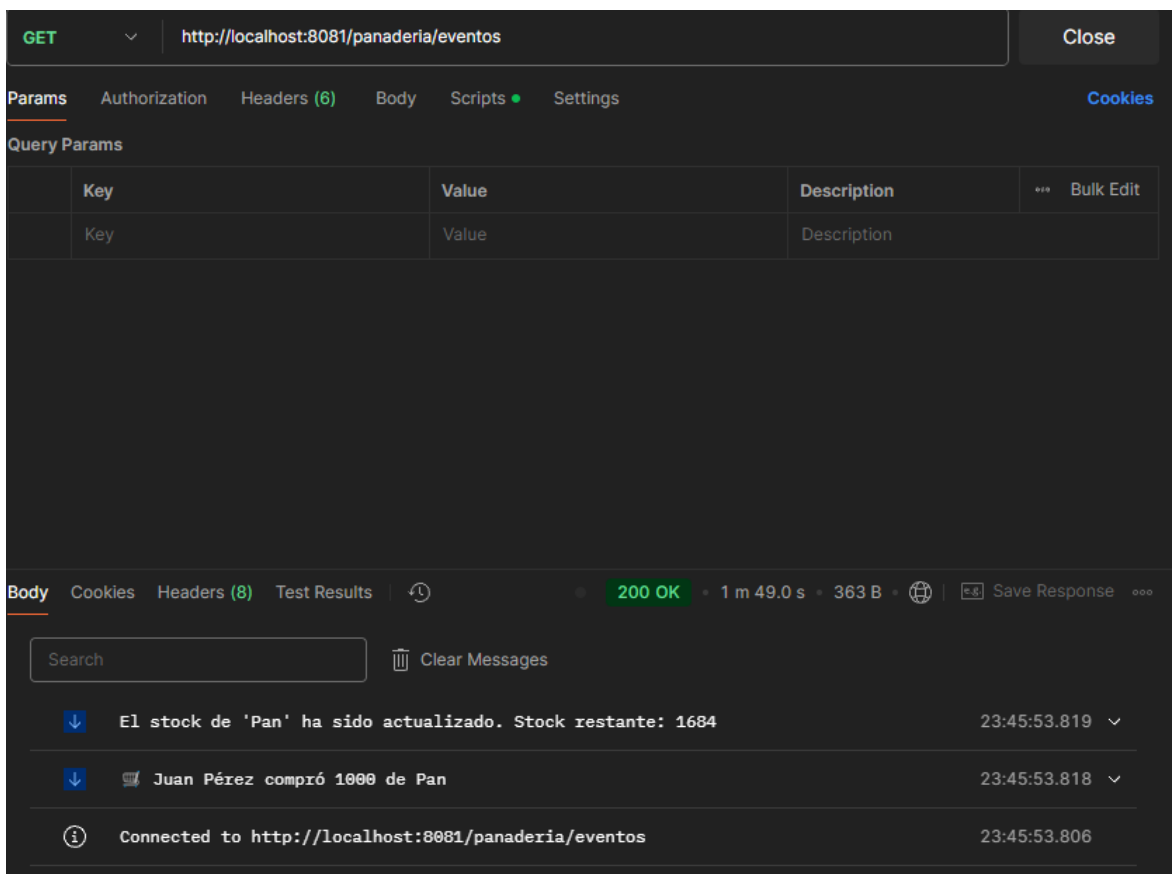 GET http://localhost:8081/panaderia/eventos Close
Params Authorization Headers (6) Body Scripts Settings Cookies
Query Params
Key Value Description Bulk Edit
Key Value Description
Body Cookies Headers (8) Test Results 200 OK • 1 m 49.0 s • 363 B • e.g. Save Response
Search Clear Messages
El stock de 'Pan' ha sido actualizado. Stock restante: 1684 23:45:53.819
🛒 Juan Pérez compró 1000 de Pan 23:45:53.818
Connected to http://localhost:8081/panaderia/eventos 23:45:53.806